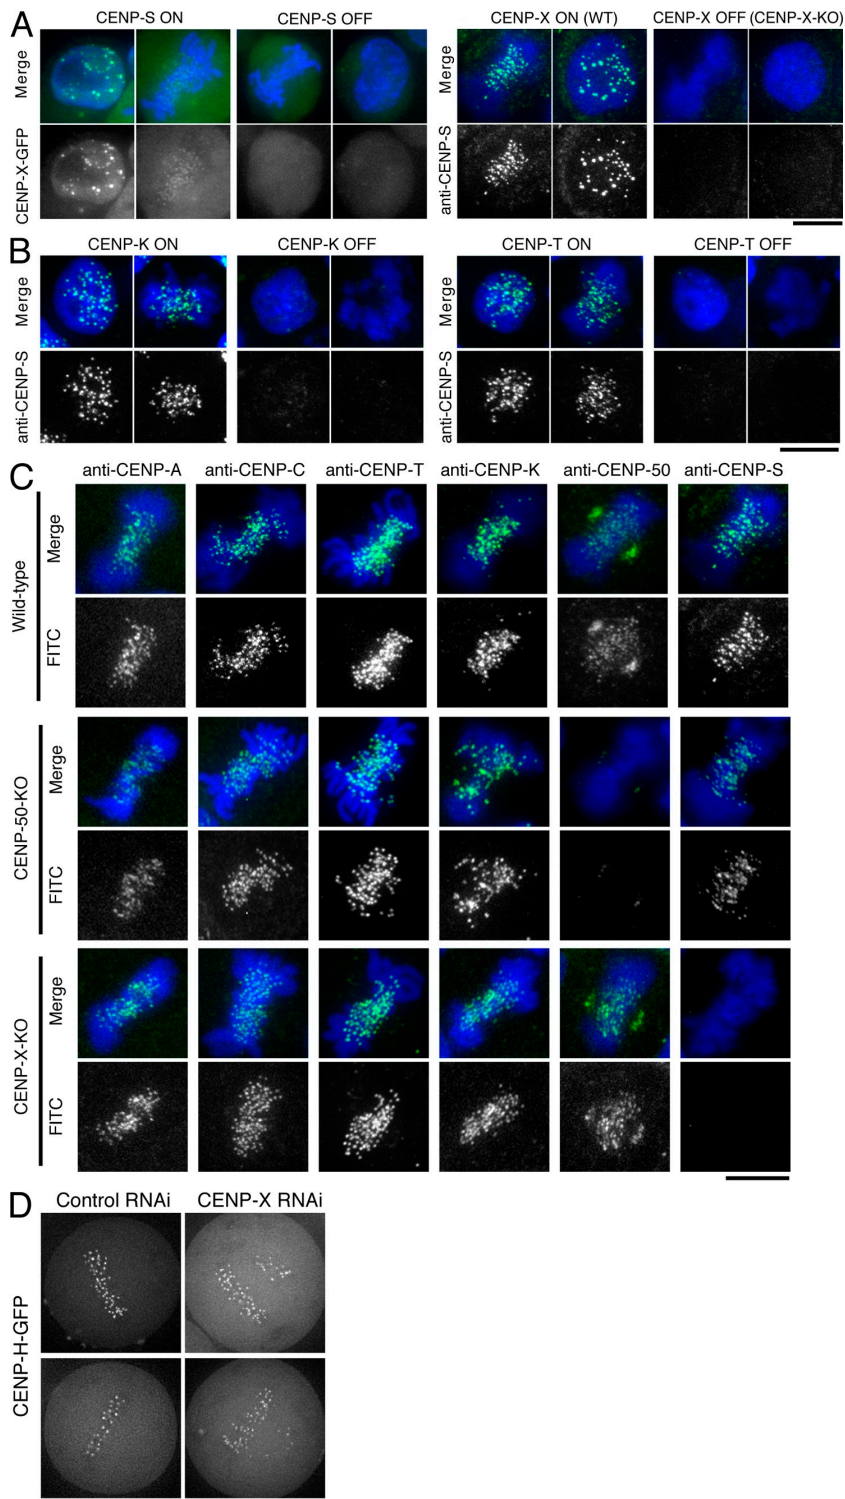 A
CENP-S ON
CENP-S OFF
CENP-X ON (WT)
CENP-X OFF (CENP-X-KO)
Merge
CENP-X-GFP
Merge
anti-CENP-S
B
CENP-K ON
CENP-K OFF
CENP-T ON
CENP-T OFF
Merge
anti-CENP-S
Merge
anti-CENP-S
C
anti-CENP-A
anti-CENP-C
anti-CENP-T
anti-CENP-K
anti-CENP-50
anti-CENP-S
Wild-type
Merge
FITC
CENP-50-KO
Merge
FITC
CENP-X-KO
Merge
FITC
D
Control RNAi
CENP-X RNAi
CENP-H-GFP